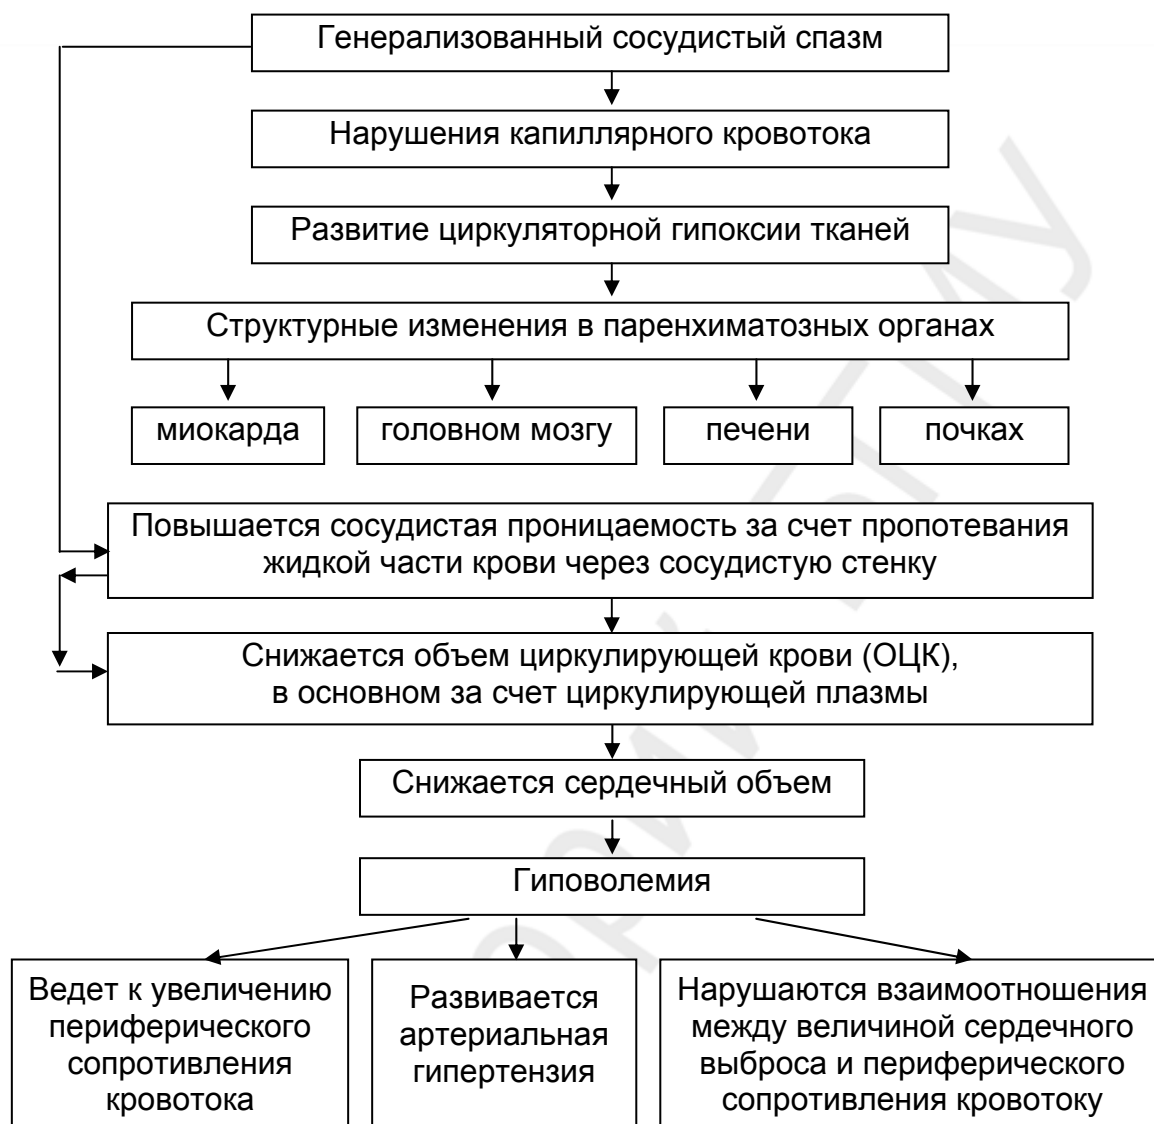 Генерализованный сосудистый спазм
Нарушения капиллярного кровотока
Развитие циркуляторной гипоксии тканей
Структурные изменения в паренхиматозных органах
миокарда
головном мозгу
печени
почках
Повышается сосудистая проницаемость за счет пропотевания
жидкой части крови через сосудистую стенку
Снижается объем циркулирующей крови (ОЦК),
в основном за счет циркулирующей плазмы
Снижается сердечный объем
Гиповолемия
Ведет к увеличению
периферического
сопротивления
кровотока
Развивается
артериальная
гипертензия
Нарушаются взаимоотношения
между величиной сердечного
выброса и периферического
сопротивления кровотоку